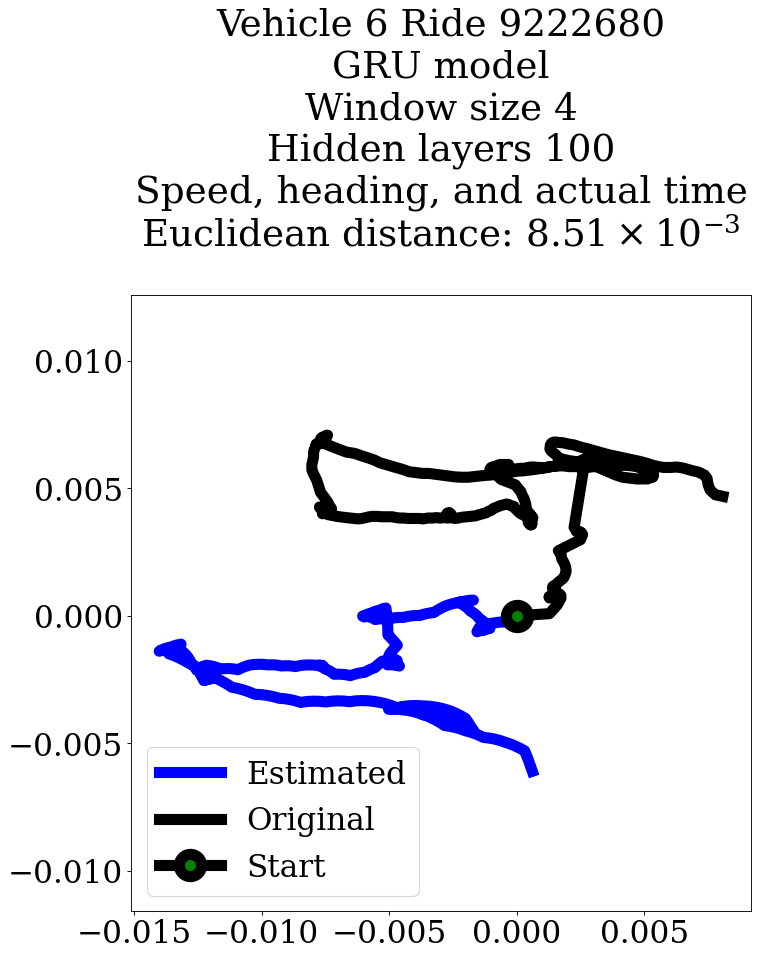 Vehicle 6 Ride 9222680
GRU model
Window size 4
Hidden layers 100
Speed, heading, and actual time
Euclidean distance: 8.51 × 10⁻³
0.010
0.005
0.000
−0.005
−0.010
Estimated
Original
Start
−0.015 −0.010 −0.005 0.000 0.005